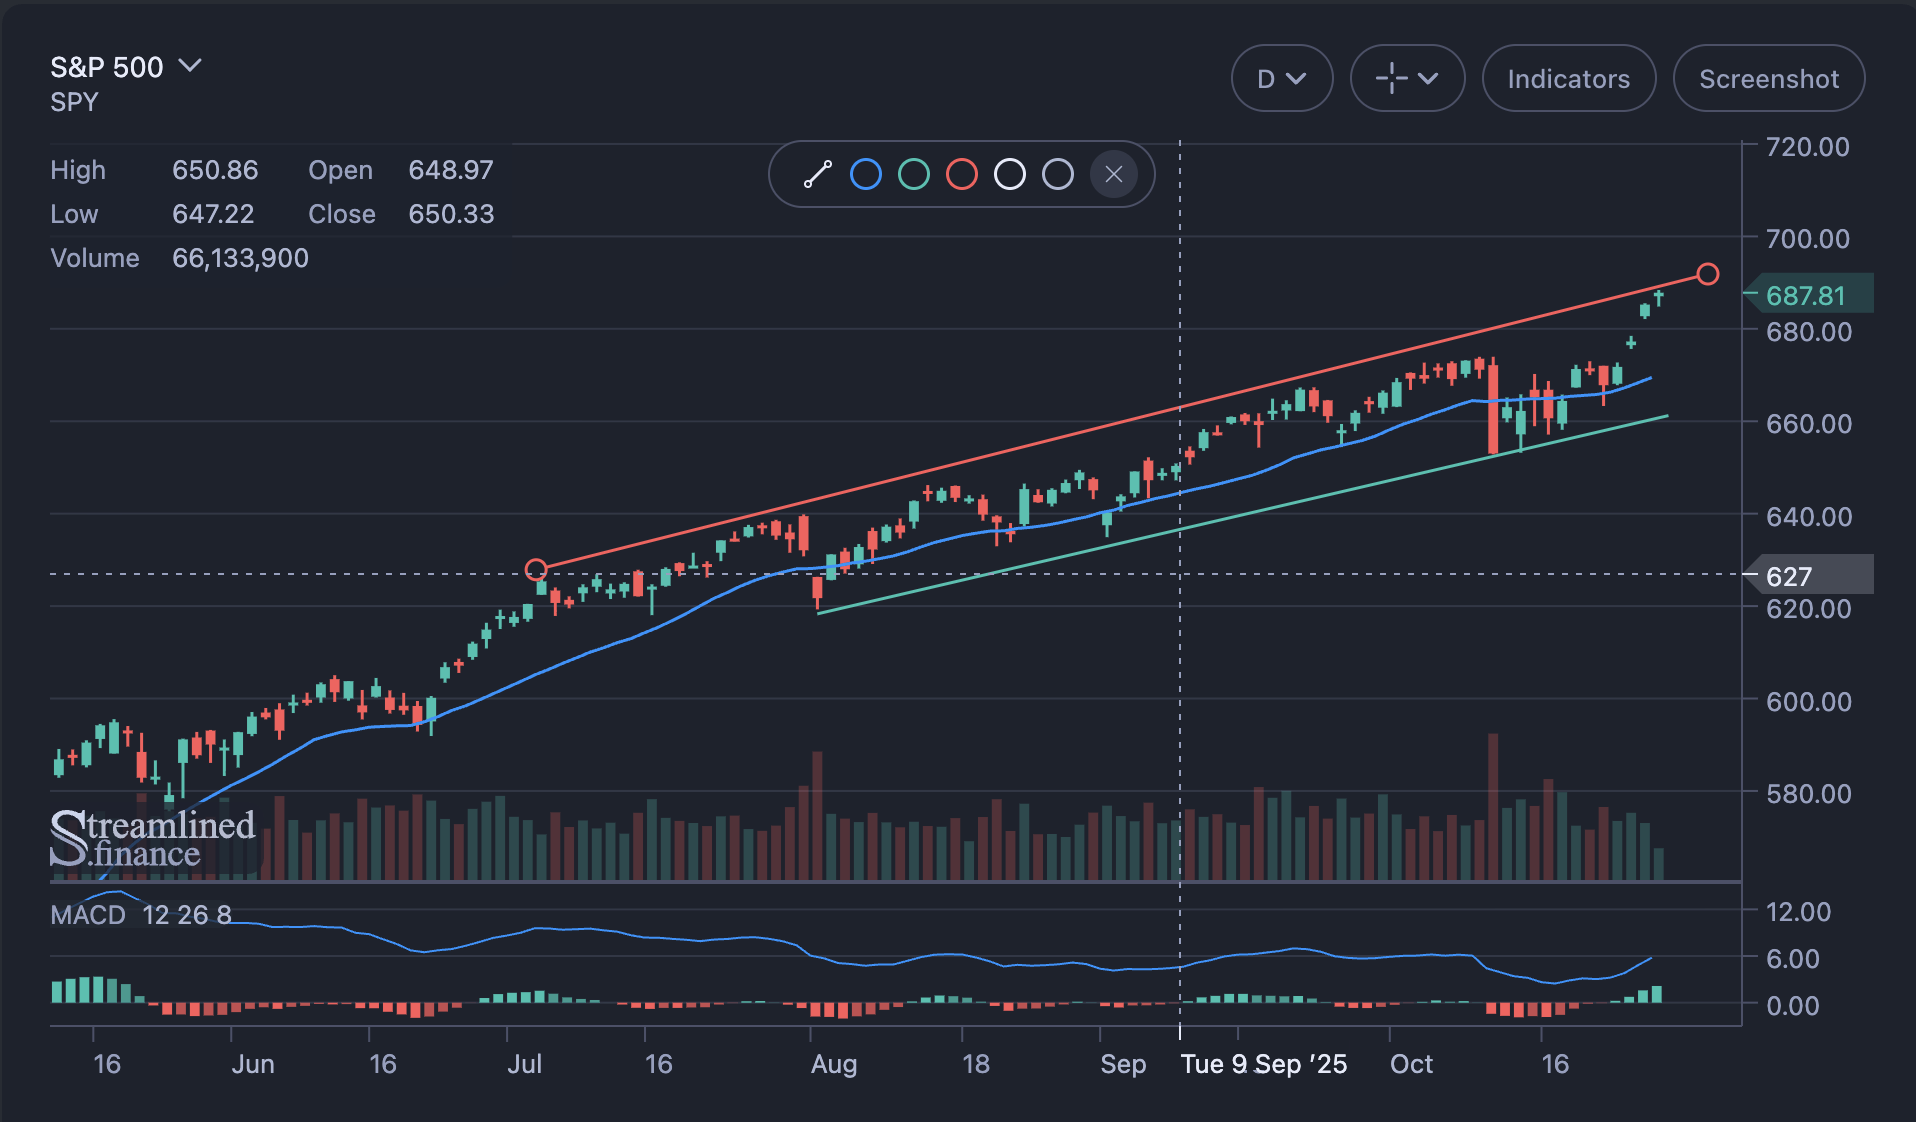 S&P 500
SPY
D
Indicators
Screenshot
High 650.86 Open 648.97
Low 647.22 Close 650.33
Volume 66,133,900
720.00
700.00
687.81
680.00
660.00
640.00
627
620.00
600.00
580.00
Streamlined
.finance
MACD 12 26 8
12.00
6.00
0.00
16 Jun 16 Jul 16 Aug 18 Sep Tue 9 Sep '25 Oct 16